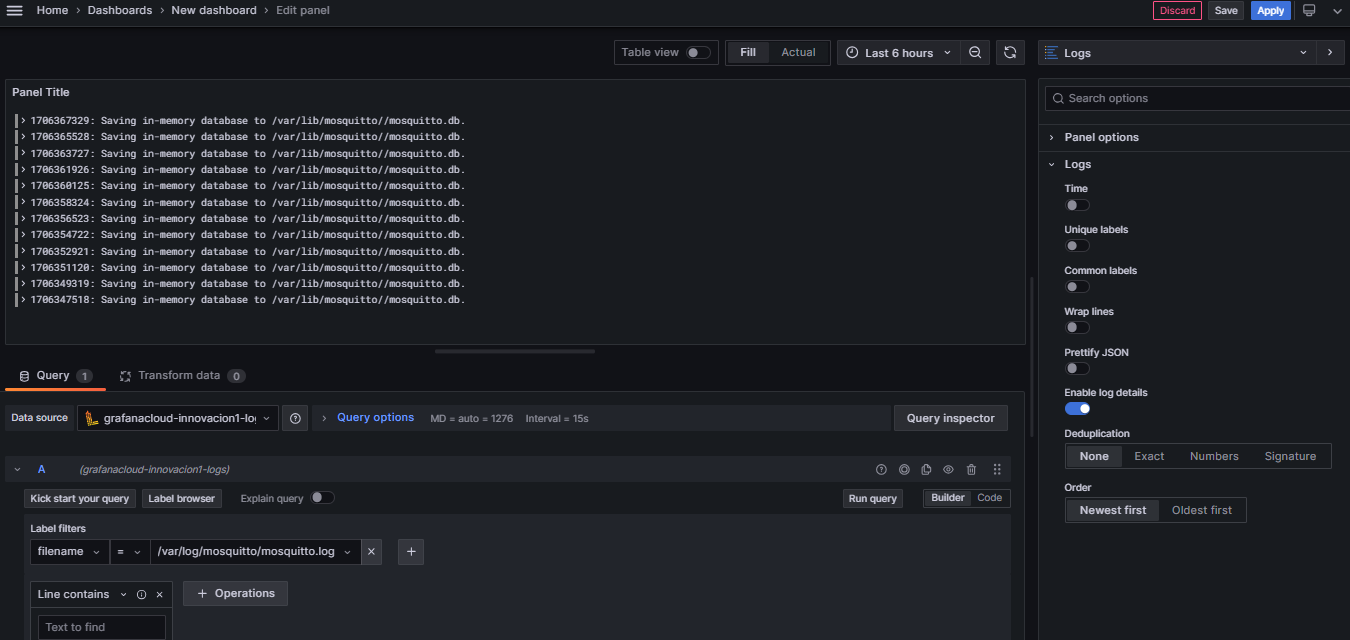 Home › Dashboards › New dashboard › Edit panel
Discard Save Apply
Table view Fill Actual Last 6 hours
Logs
Panel Title
1706367329: Saving in-memory database to /var/lib/mosquitto//mosquitto.db.
1706365528: Saving in-memory database to /var/lib/mosquitto//mosquitto.db.
1706363727: Saving in-memory database to /var/lib/mosquitto//mosquitto.db.
1706361926: Saving in-memory database to /var/lib/mosquitto//mosquitto.db.
1706360125: Saving in-memory database to /var/lib/mosquitto//mosquitto.db.
1706358324: Saving in-memory database to /var/lib/mosquitto//mosquitto.db.
1706356523: Saving in-memory database to /var/lib/mosquitto//mosquitto.db.
1706354722: Saving in-memory database to /var/lib/mosquitto//mosquitto.db.
1706352921: Saving in-memory database to /var/lib/mosquitto//mosquitto.db.
1706351120: Saving in-memory database to /var/lib/mosquitto//mosquitto.db.
1706349319: Saving in-memory database to /var/lib/mosquitto//mosquitto.db.
1706347518: Saving in-memory database to /var/lib/mosquitto//mosquitto.db.
Query 1 Transform data 0
Data source grafanacloud-innovacion1-log Query options MD = auto = 1276 Interval = 15s Query inspector
A (grafanacloud-innovacion1-logs)
Kick start your query Label browser Explain query Run query Builder Code
Label filters
filename = /var/log/mosquitto/mosquitto.log
Line contains + Operations
Text to find
Search options
Panel options
Logs
Time
Unique labels
Common labels
Wrap lines
Prettify JSON
Enable log details
Deduplication
None Exact Numbers Signature
Order
Newest first Oldest first